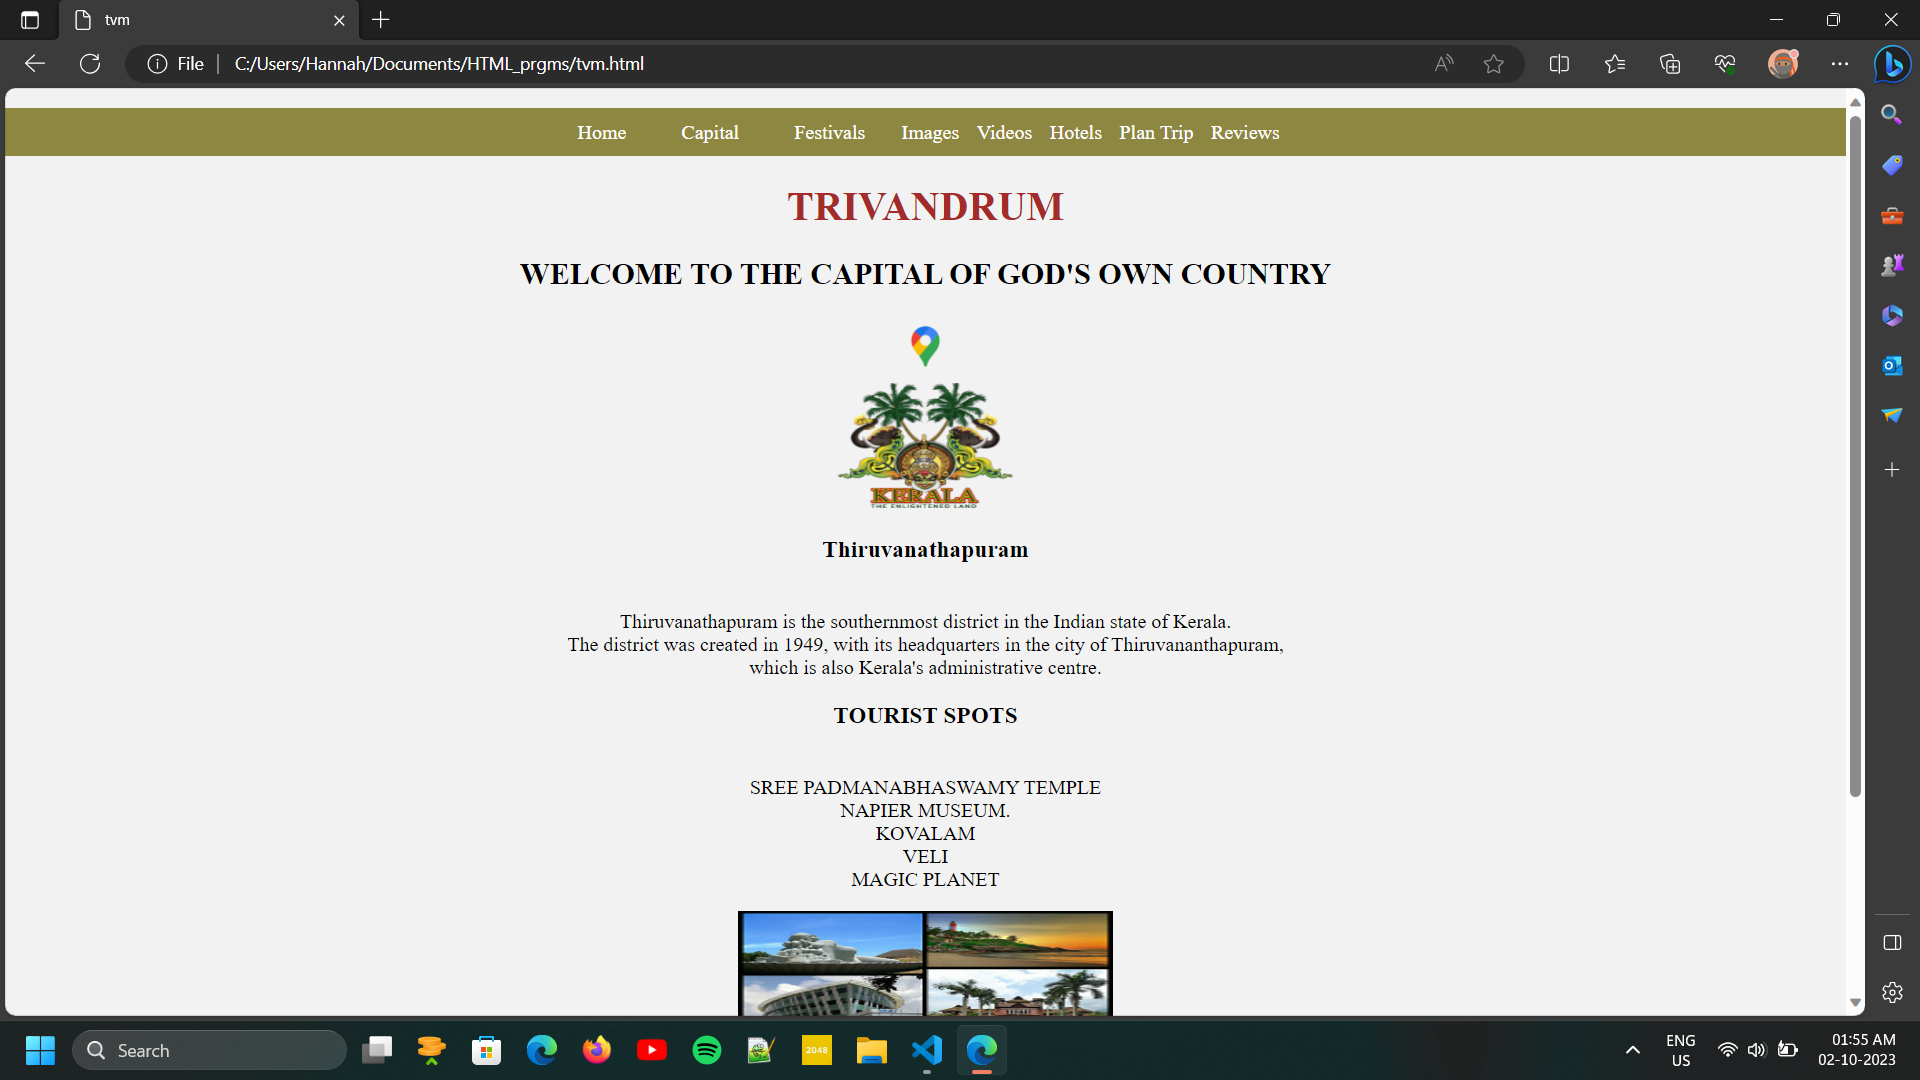 tvm
File C:/Users/Hannah/Documents/HTML_prgms/tvm.html
Home Capital Festivals Images Videos Hotels Plan Trip Reviews
TRIVANDRUM
WELCOME TO THE CAPITAL OF GOD'S OWN COUNTRY
KERALA
THE ENLIGHTENED LAND
Thiruvanathapuram
Thiruvanathapuram is the southernmost district in the Indian state of Kerala.
The district was created in 1949, with its headquarters in the city of Thiruvananthapuram,
which is also Kerala's administrative centre.
TOURIST SPOTS
SREE PADMANABHASWAMY TEMPLE
NAPIER MUSEUM.
KOVALAM
VELI
MAGIC PLANET
Search
2048
ENG
US
01:55 AM
02-10-2023